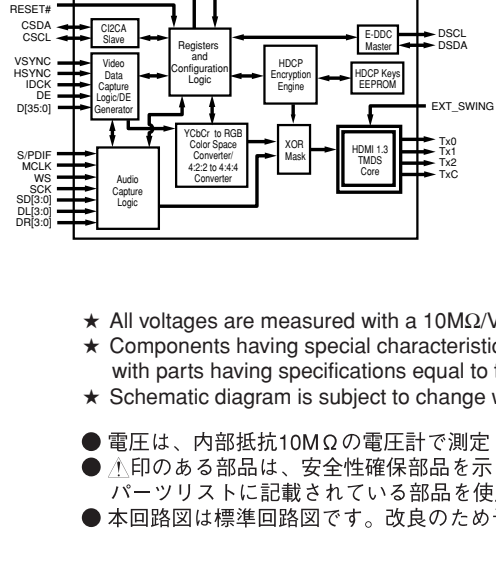 RESET#
CSDA
CSCL
CI2CA
Slave
Registers
and
Configuration
Logic
E-DDC
Master
DSCL
DSDA
VSYNC
HSYNC
IDCK
DE
D[35:0]
Video
Data
Capture
Logic/DE
Generator
HDCP
Encryption
Engine
HDCP Keys
EEPROM
EXT_SWING
YCbCr to RGB
Color Space
Converter/
4:2:2 to 4:4:4
Converter
XOR
Mask
HDMI 1.3
TMDS
Core
Tx0
Tx1
Tx2
TxC
S/PDIF
MCLK
WS
SCK
SD[3:0]
DL[3:0]
DR[3:0]
Audio
Capture
Logic
★ All voltages are measured with a 10MΩ/V
★ Components having special characteristic
with parts having specifications equal to
★ Schematic diagram is subject to change
● 電圧は、内部抵抗10MΩの電圧計で測定
● ⚠印のある部品は、安全性確保部品を示
パーツリストに記載されている部品を使
● 本回路図は標準回路図です。改良のため